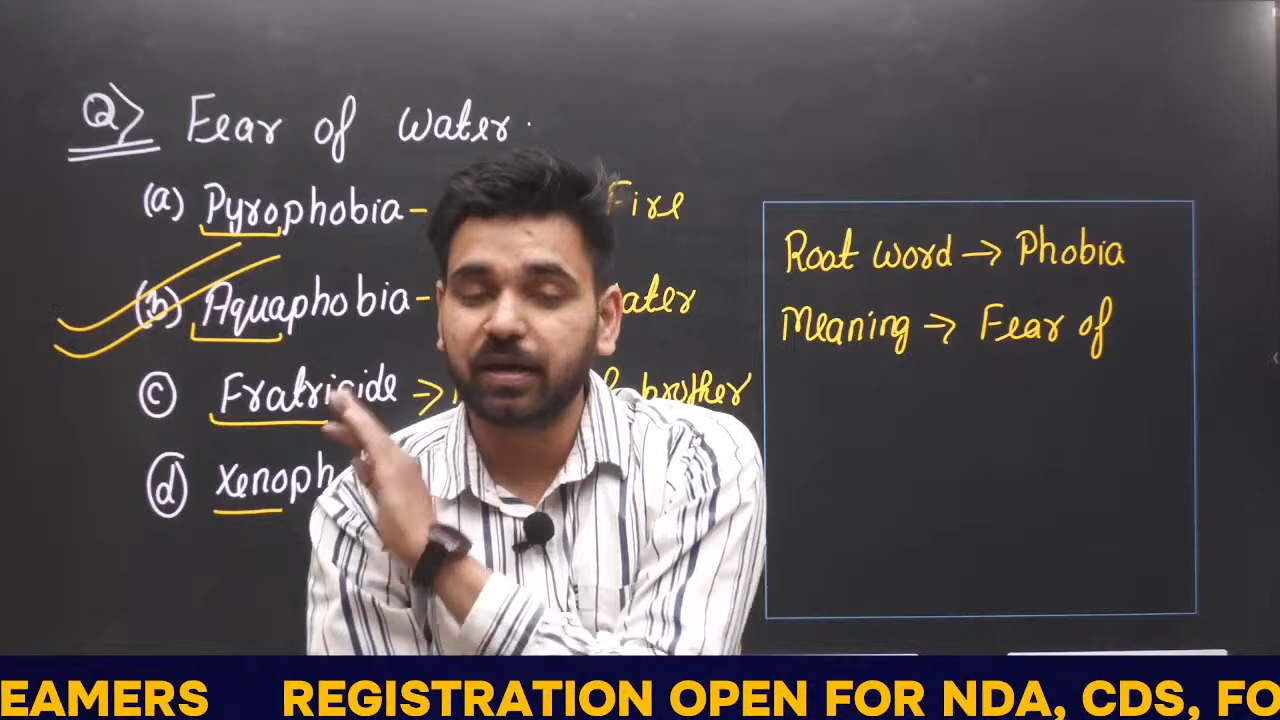 Q> Fear of water.
(a) Pyrophobia - Fire
(b) Aquaphobia - ater
(c) Fratricide → brother
(d) Xenoph
Root word → Phobia
Meaning → Fear of
EAMERS REGISTRATION OPEN FOR NDA, CDS, FO